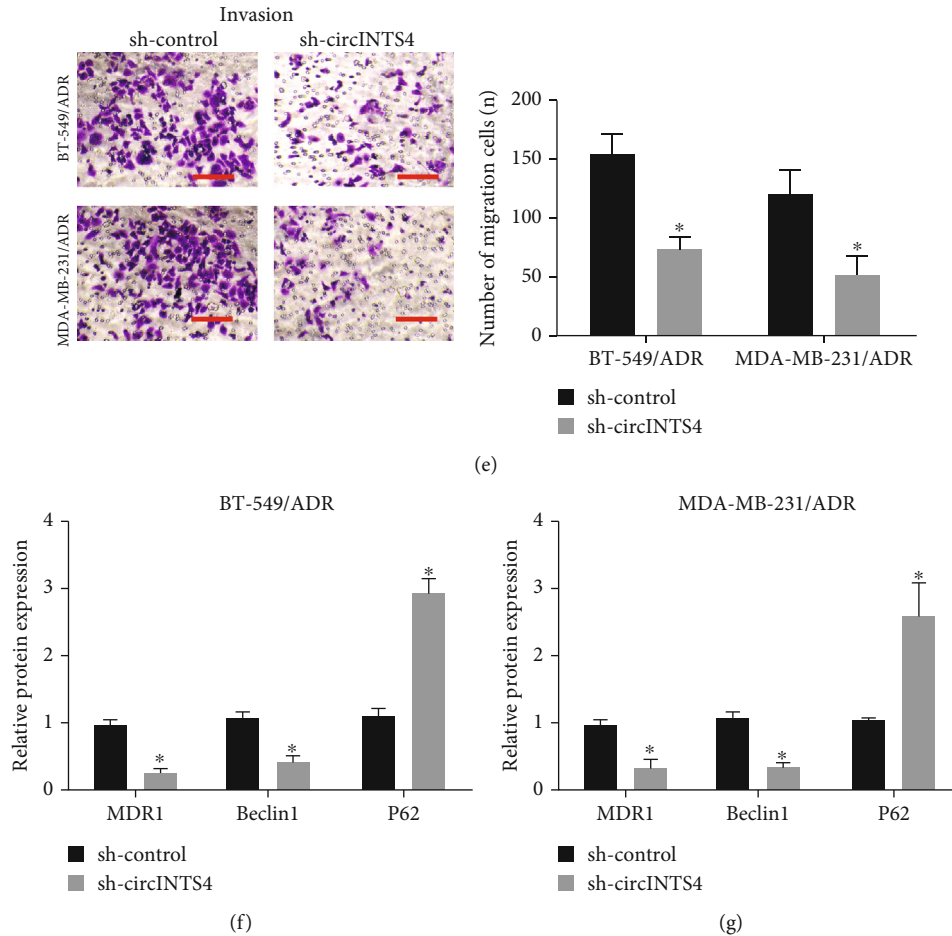 Invasion
sh-control
sh-circINTS4
BT-549/ADR
MDA-MB-231/ADR
Number of migration cells (n)
200
150
100
50
0
*
*
BT-549/ADR
MDA-MB-231/ADR
sh-control
sh-circINTS4
(e)
BT-549/ADR
Relative protein expression
4
3
2
1
0
*
*
*
MDR1
Beclin1
P62
sh-control
sh-circINTS4
(f)
MDA-MB-231/ADR
Relative protein expression
4
3
2
1
0
*
*
*
MDR1
Beclin1
P62
sh-control
sh-circINTS4
(g)